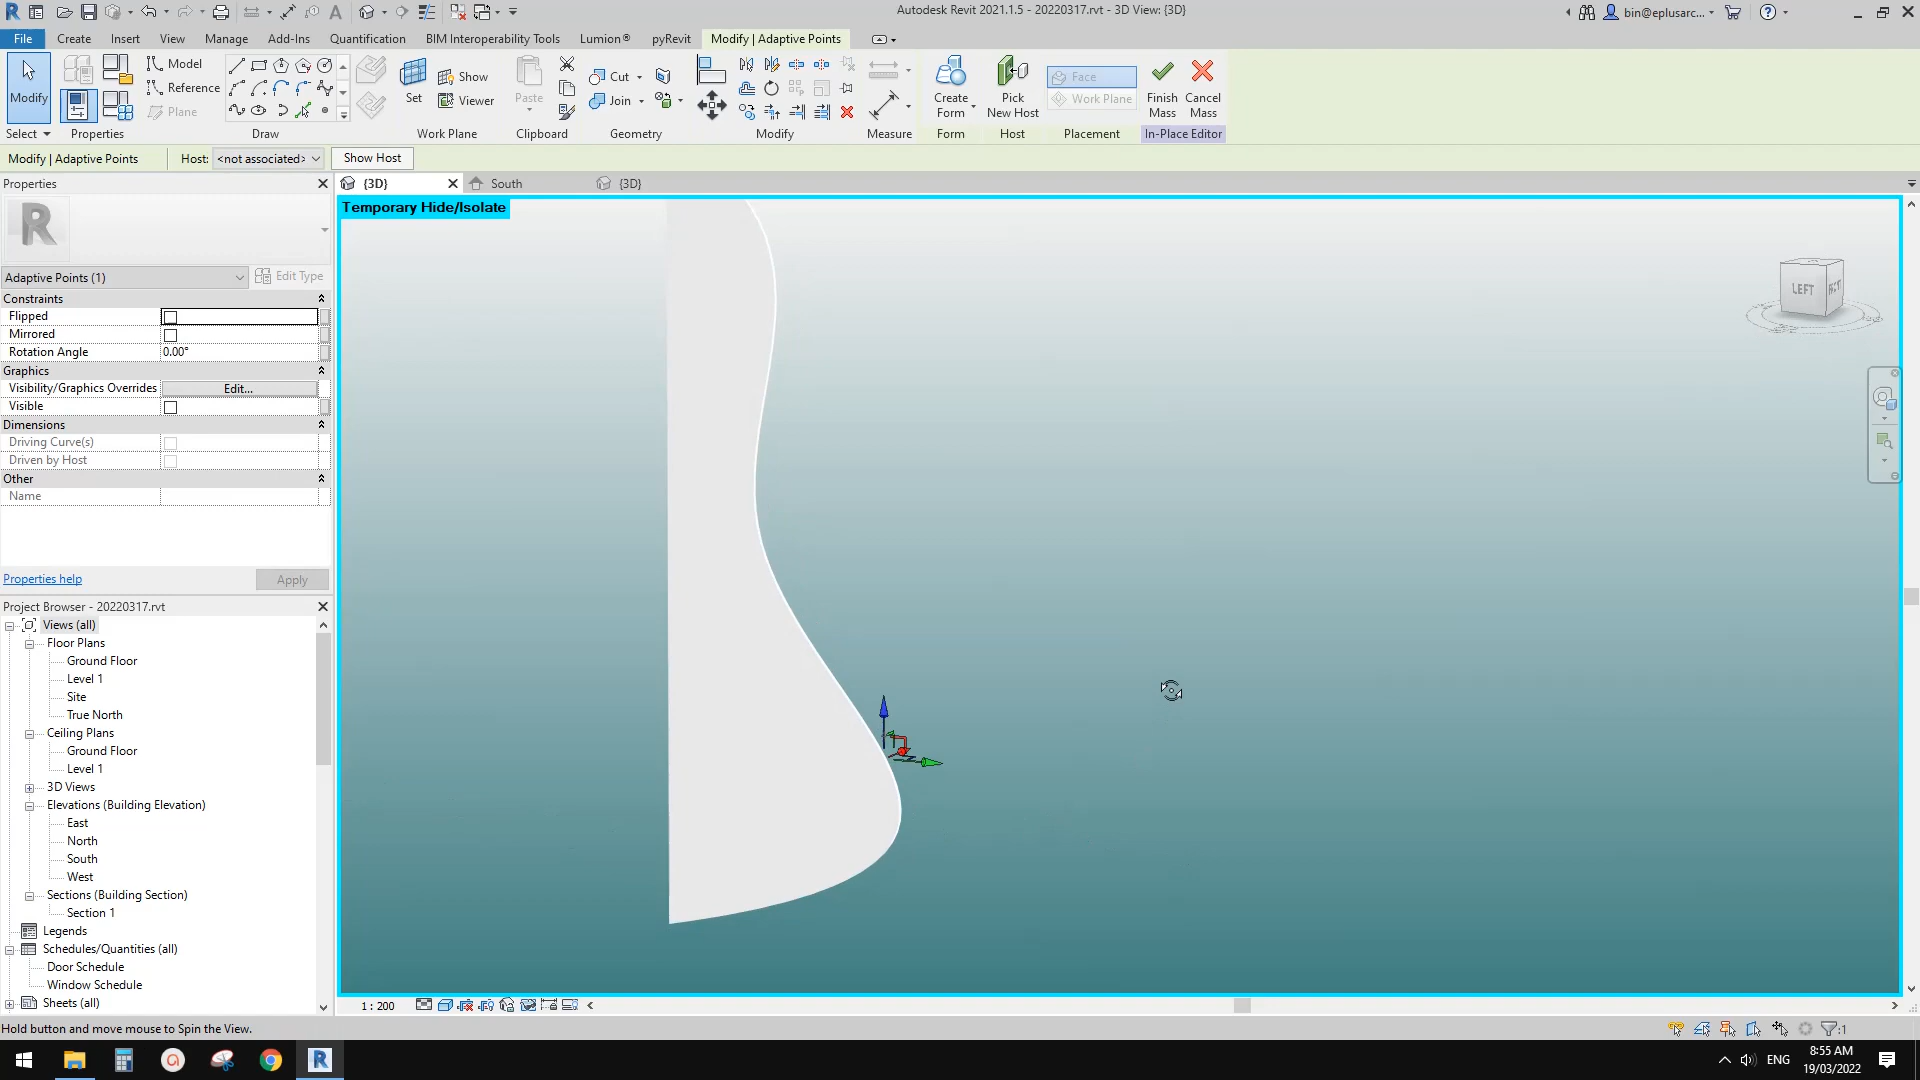 Autodesk Revit 2021.1.5 - 20220317.rvt - 3D View: {3D}
bin@eplusarc...
File Create Insert View Manage Add-Ins Quantification BIM Interoperability Tools Lumion® pyRevit Modify | Adaptive Points
Modify
Model
Reference
Plane
Set
Show
Viewer
Paste
Cut
Join
Create
Form
Pick
New Host
Face
Work Plane
Finish
Mass
Cancel
Mass
Select Properties Draw Work Plane Clipboard Geometry Modify Measure Form Host Placement In-Place Editor
Modify | Adaptive Points Host: <not associated> Show Host
Properties
{3D} South {3D}
Temporary Hide/Isolate
R
Adaptive Points (1) Edit Type
Constraints
Flipped
Mirrored
Rotation Angle 0.00°
Graphics
Visibility/Graphics Overrides Edit...
Visible
Dimensions
Driving Curve(s)
Driven by Host
Other
Name
Properties help Apply
LEFT
Project Browser - 20220317.rvt
Views (all)
Floor Plans
Ground Floor
Level 1
Site
True North
Ceiling Plans
Ground Floor
Level 1
3D Views
Elevations (Building Elevation)
East
North
South
West
Sections (Building Section)
Section 1
Legends
Schedules/Quantities (all)
Door Schedule
Window Schedule
Sheets (all)
1 : 200
Hold button and move mouse to Spin the View.
:1
ENG
8:55 AM
19/03/2022